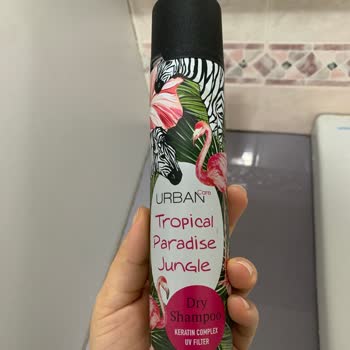 URBAN Care
Tropical
Paradise
Jungle
Dry
Shampoo
KERATIN COMPLEX
UV FILTER